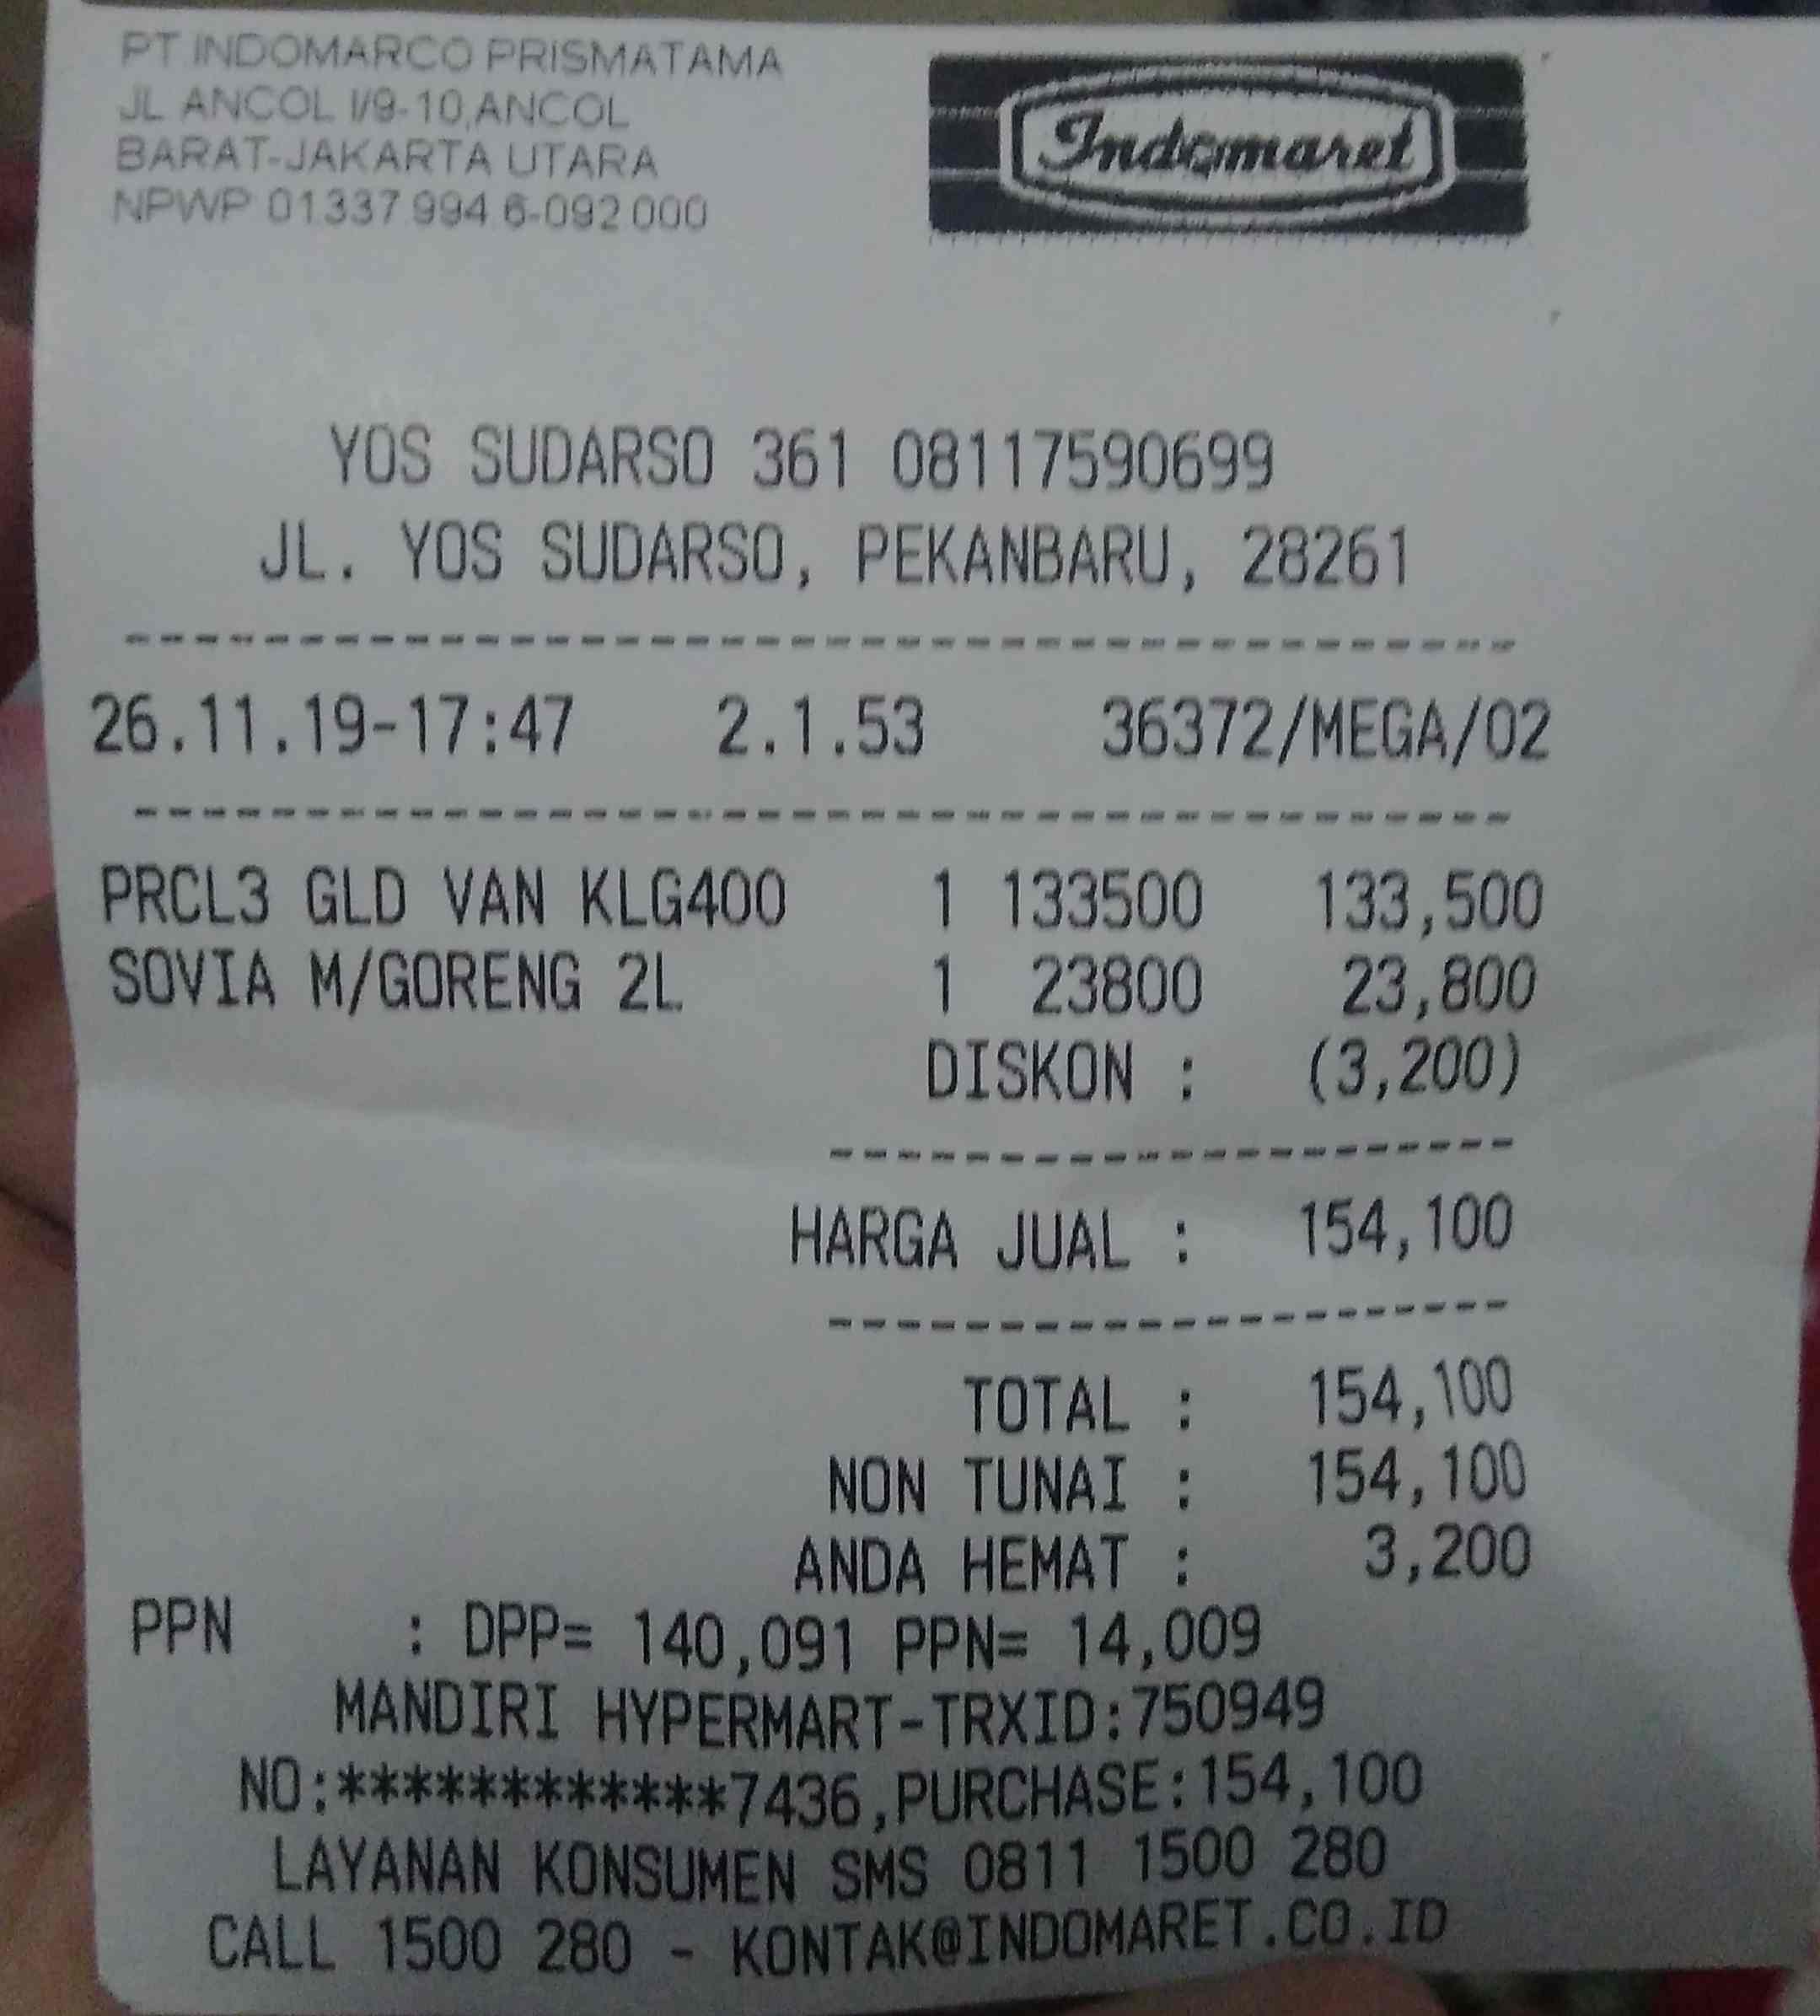 PT INDOMARCO PRISMATAMA
JL ANCOL I/9-10,ANCOL
BARAT-JAKARTA UTARA
NPWP 01 337 994 6-092 000
Indomaret
YOS SUDARSO 361 08117590699
JL. YOS SUDARSO, PEKANBARU, 28261
26.11.19-17:47 2.1.53 36372/MEGA/02
PRCL3 GLD VAN KLG400 1 133500 133,500
SOVIA M/GORENG 2L 1 23800 23,800
DISKON : (3,200)
HARGA JUAL : 154,100
TOTAL : 154,100
NON TUNAI : 154,100
ANDA HEMAT : 3,200
PPN : DPP= 140,091 PPN= 14,009
MANDIRI HYPERMART-TRXID:750949
NO:************7436,PURCHASE:154,100
LAYANAN KONSUMEN SMS 0811 1500 280
CALL 1500 280 - KONTAK@INDOMARET.CO.ID